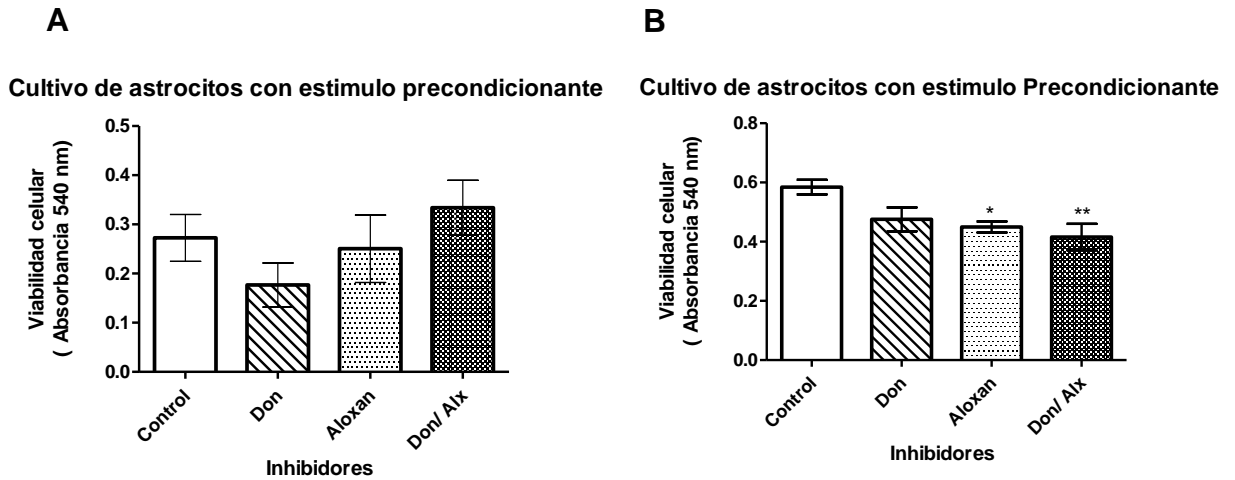 A
Cultivo de astrocitos con estimulo precondicionante
Viabilidad celular
( Absorbancia 540 nm)
0.5
0.4
0.3
0.2
0.1
0.0
Control
Don
Aloxan
Don/ Alx
Inhibidores
B
Cultivo de astrocitos con estimulo Precondicionante
Viabilidad celular
( Absorbancia 540 nm)
0.8
0.6
0.4
0.2
0.0
*
**
Control
Don
Aloxan
Don/ Alx
Inhibidores